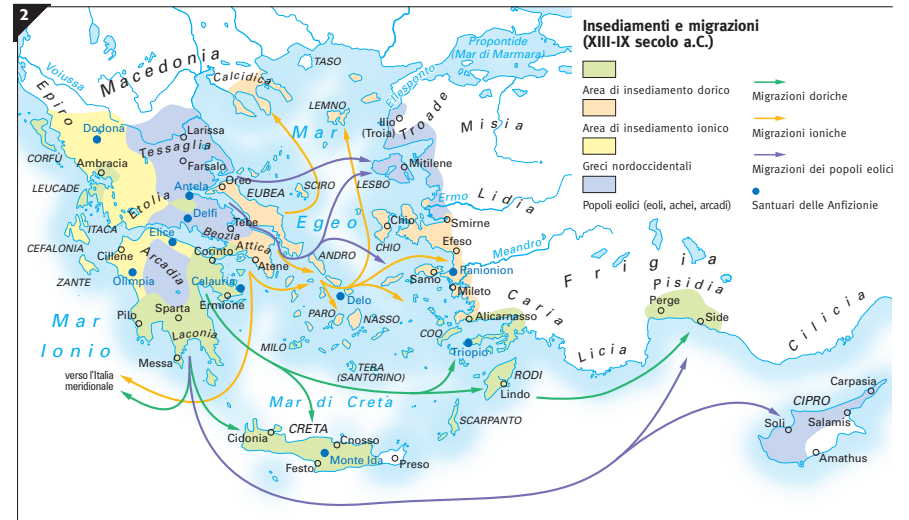 2
Insediamenti e migrazioni
(XIII-IX secolo a.C.)
Area di insediamento dorico
Area di insediamento ionico
Greci nordoccidentali
Popoli eolici (eoli, achei, arcadi)
Migrazioni doriche
Migrazioni ioniche
Migrazioni dei popoli eolici
Santuari delle Anfizionie
Macedonia
Voiussa
Epiro
Calcidica
TASO
Propontide
(Mar di Marmara)
Ellesponto
LEMNO
Ilio
(Troia)
Troade
Misia
Dodona
Larissa
Tessaglia
CORFÙ
Ambracia
Farsalo
Mar
Egeo
Mitilene
LEUCADE
Antela
Oreo
EUBEA
SCIRO
LESBO
Ermo
Lidia
Etolia
Delfi
ITACA
Tebe
Beozia
Elice
Attica
CEFALONIA
Cillene
Corinto
Atene
ANDRO
Chio
CHIO
Smirne
Efeso
Meandro
Arcadia
Olimpia
Calauria
ZANTE
Ermione
Delo
Samo
Panionion
Mileto
Frigia
Pisidia
Perge
Side
Caria
Pilo
Sparta
Laconia
PARO
NASSO
COO
Alicarnasso
Triopio
Licia
Cilicia
Mar
Ionio
Messa
MILO
TERA
(SANTORINO)
RODI
Lindo
verso l'Italia
meridionale
Mar di Creta
SCARPANTO
Carpasia
CIPRO
Soli
Salamis
Amathus
CRETA
Cidonia
Cnosso
Festo
Monte Ida
Preso